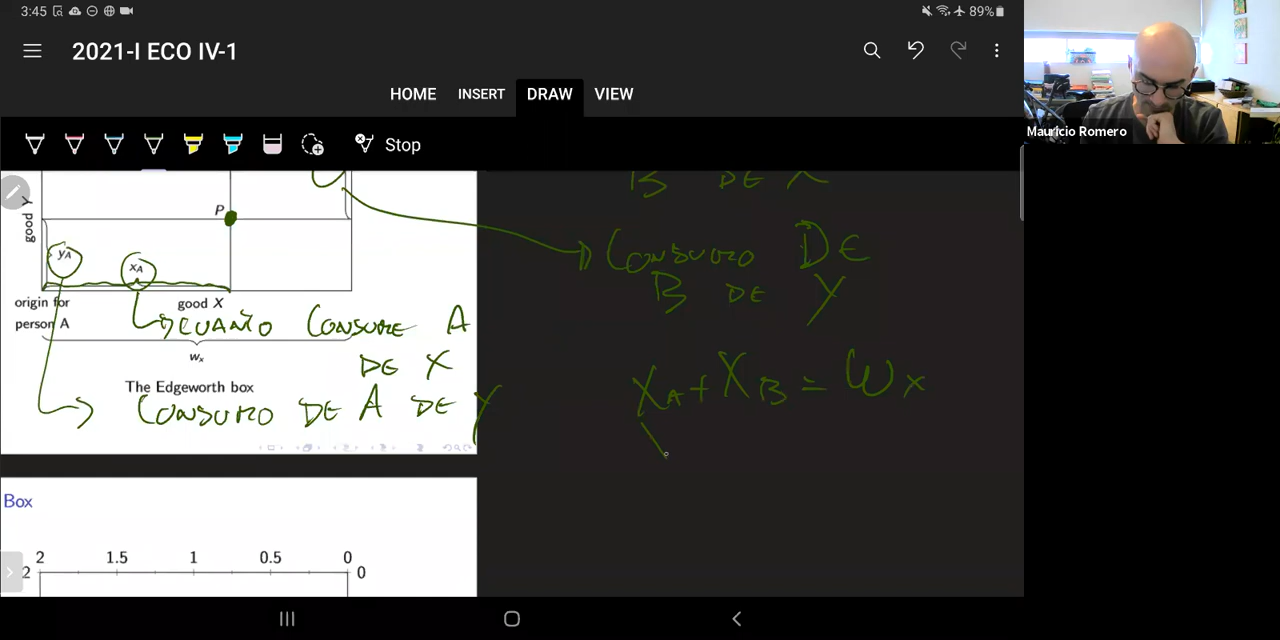 3:45 89%
2021-I ECO IV-1
HOME INSERT DRAW VIEW
Stop
Mauricio Romero
good Y
P
yA
xA
origin for
person A
good X
CUANTO CONSUME A
DE X
wx
The Edgeworth box
CONSUMO DE A DE Y
B DE X
CONSUMO DE
B DE Y
XA + XB = Wx
Box
2 1.5 1 0.5 0
2 0